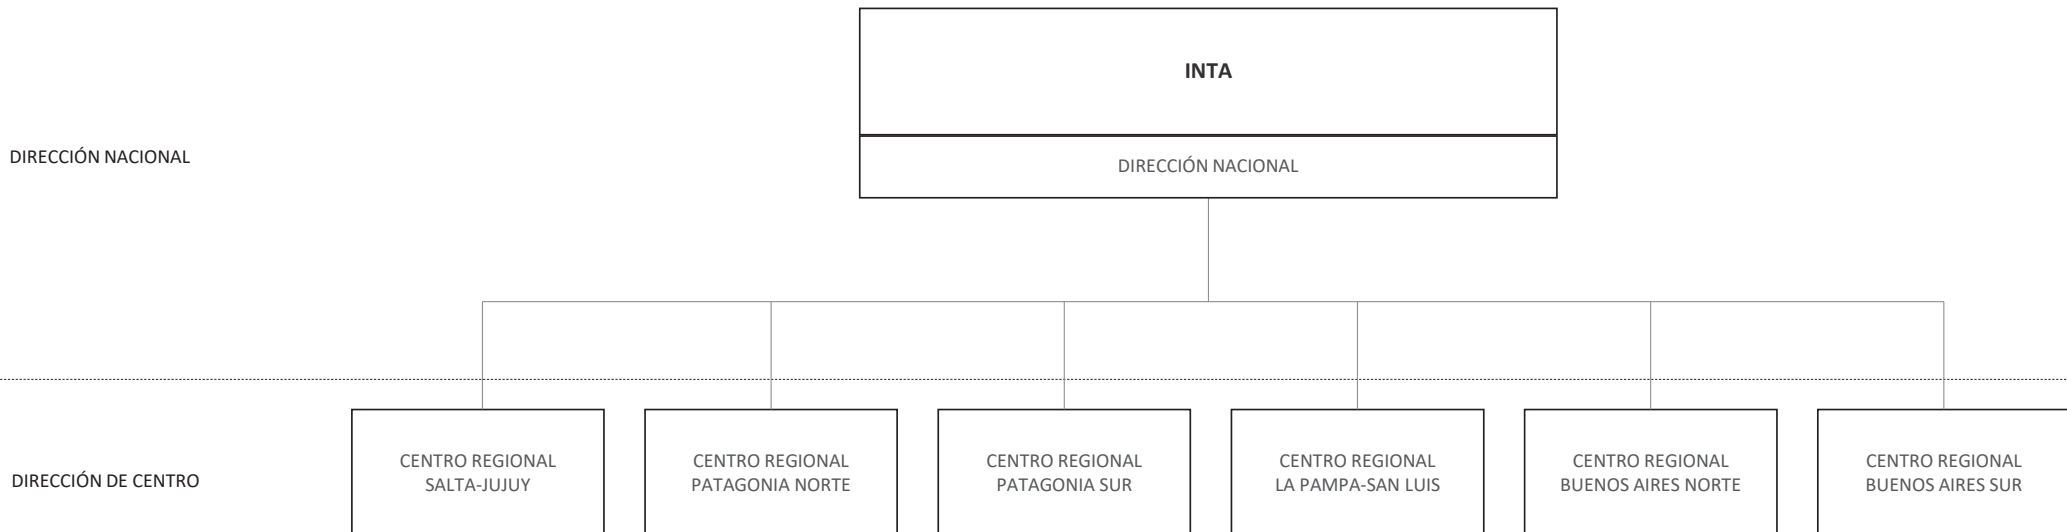 INTA
DIRECCIÓN NACIONAL
DIRECCIÓN NACIONAL
DIRECCIÓN DE CENTRO
CENTRO REGIONAL
SALTA-JUJUY
CENTRO REGIONAL
PATAGONIA NORTE
CENTRO REGIONAL
PATAGONIA SUR
CENTRO REGIONAL
LA PAMPA-SAN LUIS
CENTRO REGIONAL
BUENOS AIRES NORTE
CENTRO REGIONAL
BUENOS AIRES SUR